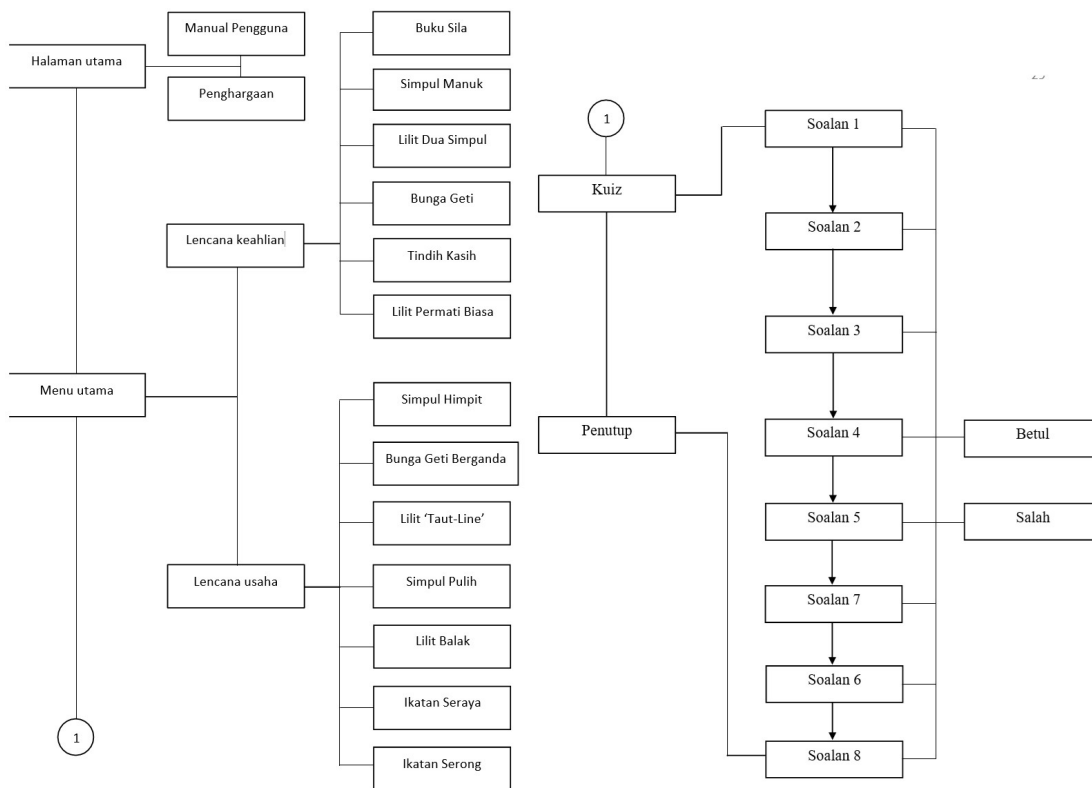 Manual Pengguna
Halaman utama
Penghargaan
Buku Sila
Simpul Manuk
Lilit Dua Simpul
Bunga Geti
Lencana keahlian
Tindih Kasih
Lilit Permati Biasa
Menu utama
Simpul Himpit
Bunga Geti Berganda
Lilit ‘Taut-Line’
Simpul Pulih
Lencana usaha
Lilit Balak
Ikatan Seraya
1
Ikatan Serong
1
Kuiz
Penutup
Soalan 1
Soalan 2
Soalan 3
Soalan 4
Soalan 5
Soalan 7
Soalan 6
Soalan 8
Betul
Salah